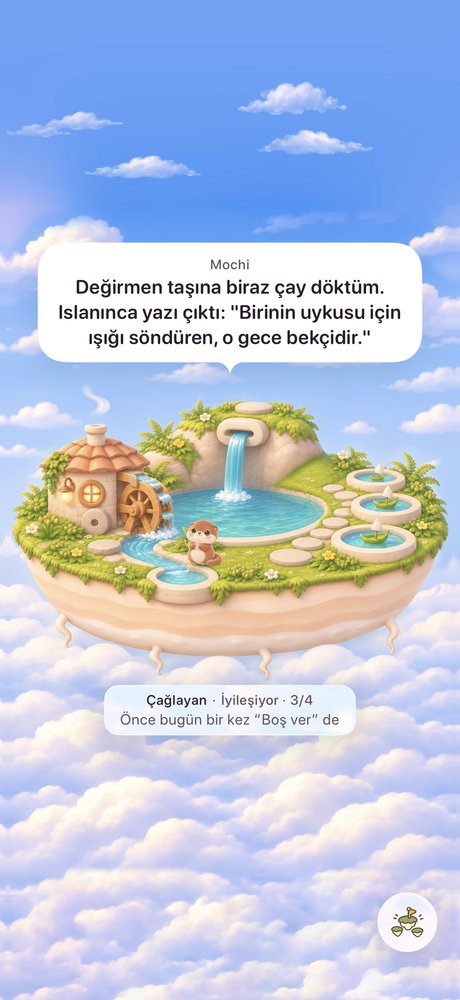 Mochi
Değirmen taşına biraz çay döktüm.
Islanınca yazı çıktı: "Birinin uykusu için
ışığı söndüren, o gece bekçidir."
Çağlayan · İyileşiyor · 3/4
Önce bugün bir kez “Boş ver” de